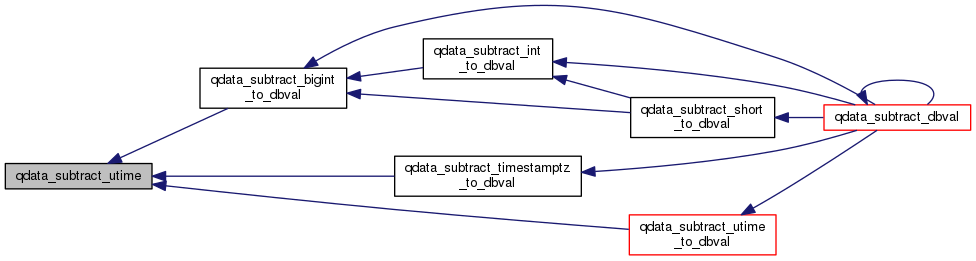 qdata_subtract_int
_to_dbval
qdata_subtract_bigint
_to_dbval
qdata_subtract_short
_to_dbval
qdata_subtract_dbval
qdata_subtract_utime
qdata_subtract_timestamptz
_to_dbval
qdata_subtract_utime
_to_dbval